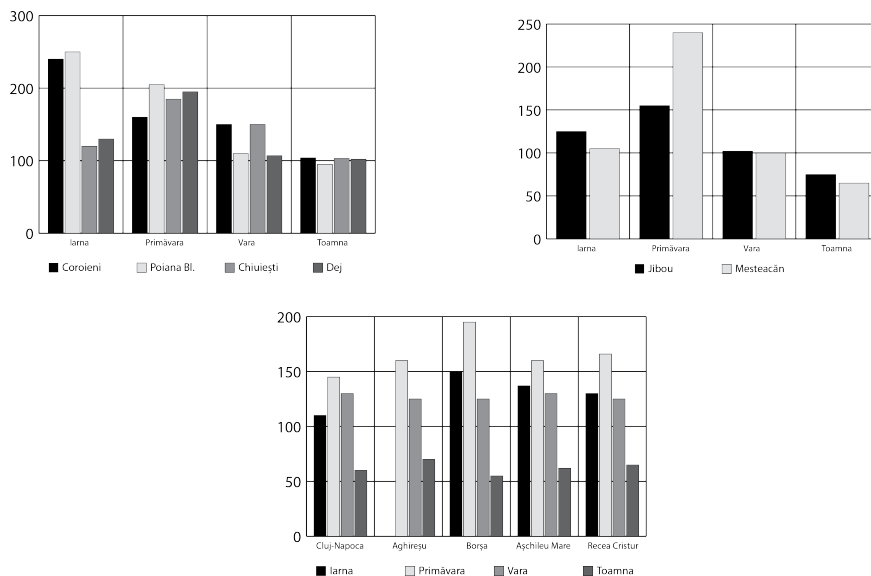 300
200
100
0
Iarna Primăvara Vara Toamna
Coroieni Poiana Bl. Chiuiești Dej
250
200
150
100
50
0
Iarna Primăvara Vara Toamna
Jibou Mesteacăn
200
150
100
50
0
Cluj-Napoca Aghireșu Borșa Așchileu Mare Recea Cristur
Iarna Primăvara Vara Toamna